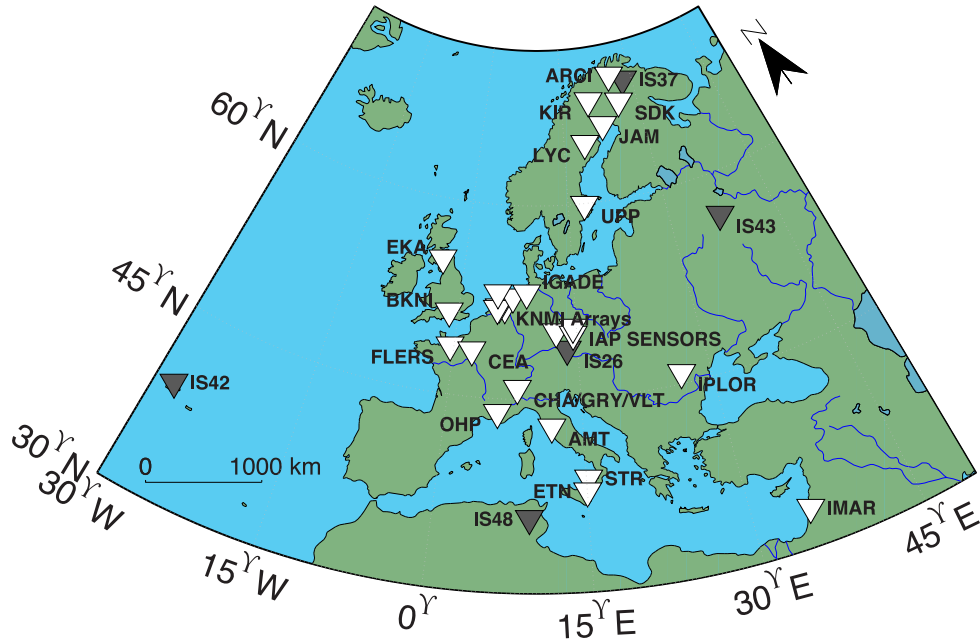 N
ARCI
IS37
KIR
SDK
JAM
LYC
60ϒN
UPP
IS43
EKA
45ϒN
IGADE
BKNI
KNMI Arrays
IAP SENSORS
FLERS
CEA
IS26
IS42
IPLOR
CHA/GRY/VLT
OHP
AMT
30ϒN
0
1000 km
30ϒW
STR
ETN
IS48
IMAR
45ϒE
15ϒW
30ϒE
0ϒ
15ϒE